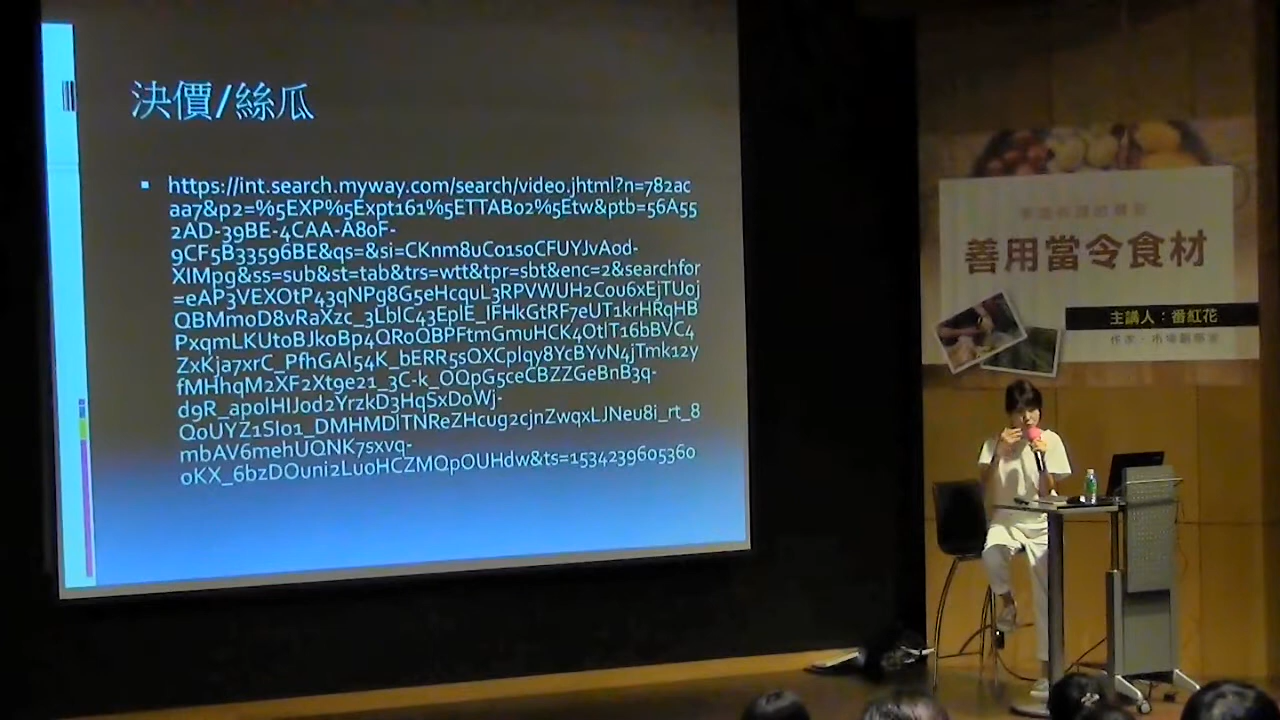 決價/絲瓜
https://int.search.myway.com/search/video.jhtml?n=782ac
aa7&p2=%5EXP%5Expt161%5ETTAB02%5Etw&ptb=56A55
2AD-39BE-4CAA-A80F-
9CF5B33596BE&qs=&si=CKnm8uCo1soCFUYJvAod-
XIMpg&ss=sub&st=tab&trs=wtt&tpr=sbt&enc=2&searchfor
=eAP3VEXOtP43qNPg8G5eHcquL3RPVWUH2Cou6xEjTUoj
QBMmoD8vRaXzc_3LblC43EplE_IFHkGtRF7eUT1krHRqHB
PxqmLKUtoBJkoBp4QRoQBPFtmGmuHCK4OtlT16bBVC4
ZxKja7xrC_PfhGAl54K_bERR5sQXCplqy8YcBYvN4jTmk12y
fMHhqM2XF2Xt9e21_3C-k_OQpG5ceCBZZGeBnB3q-
d9R_apolHIJod2YrzkD3HqSxDoWj-
QoUYZ1SIo1_DMHMDlTNReZHcug2cjnZwqxLJNeu8i_rt_8
mbAV6mehUQNK7sxvq-
oKX_6bzDOuni2LuoHCZMQpOUHdw&ts=1534239605360
善用當令食材
主講人：番紅花